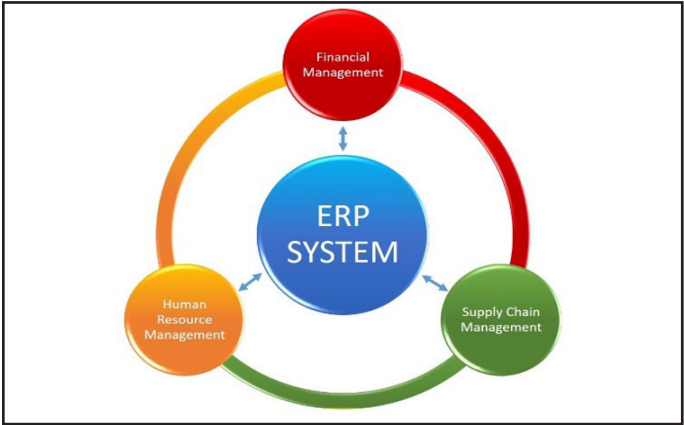 Financial
Management
ERP
SYSTEM
Human
Resource
Management
Supply Chain
Management